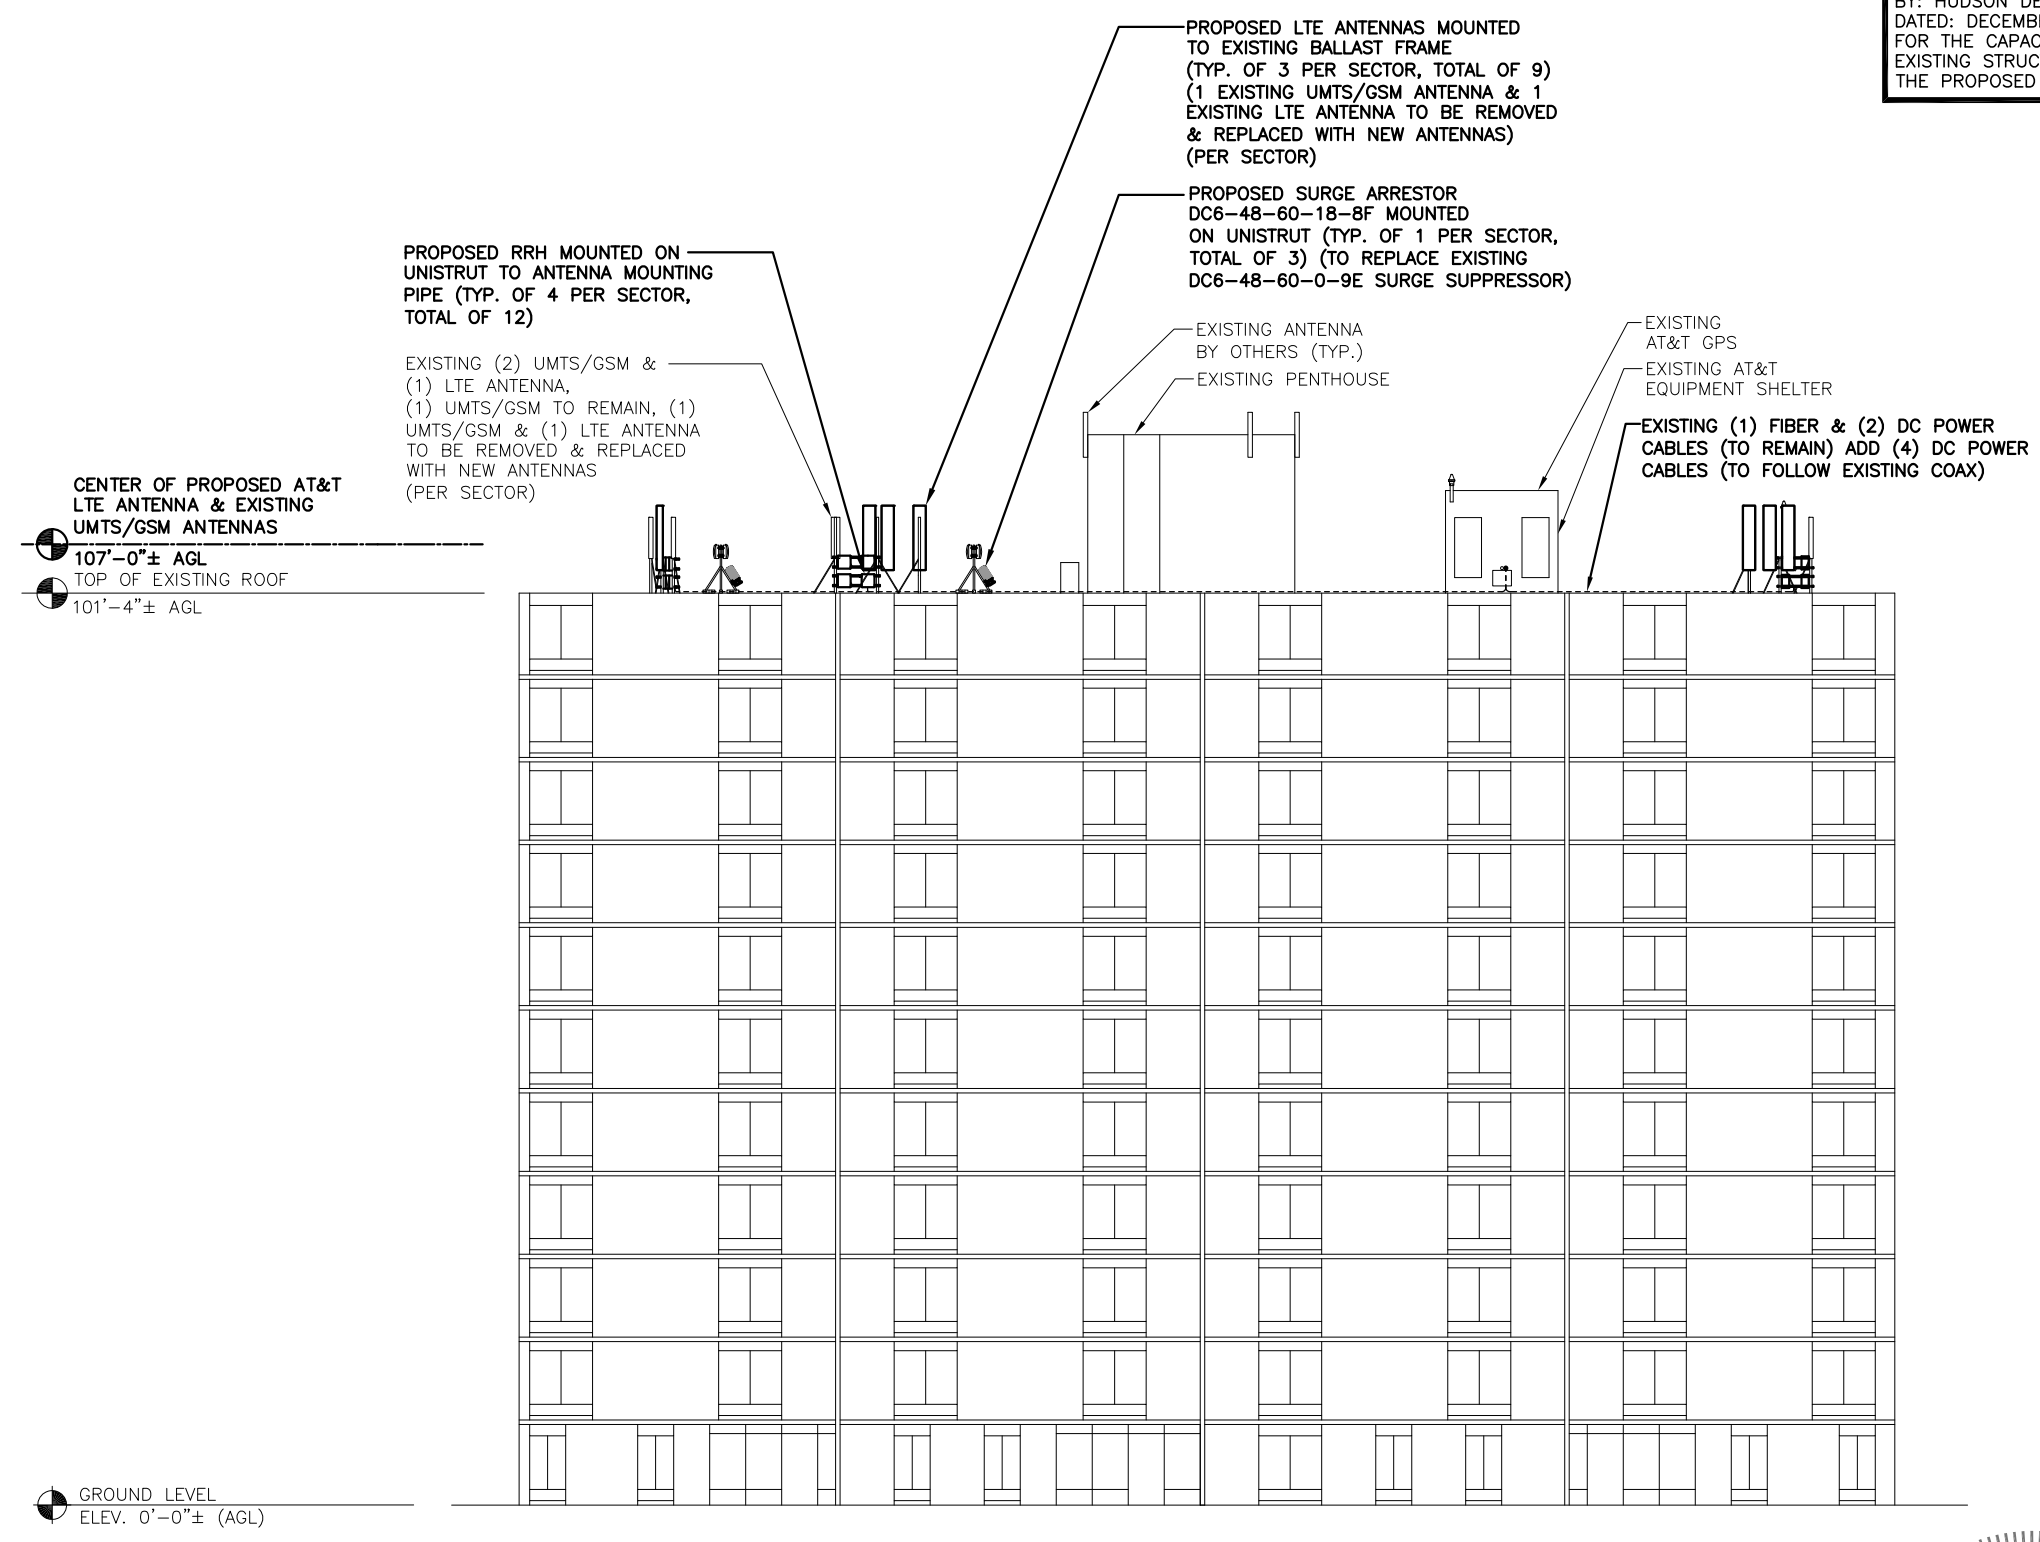 BY: HUDSON
DATED:
FOR THE
EXISTING
THE PROPOSED
PROPOSED LTE ANTENNAS MOUNTED
TO EXISTING BALLAST FRAME
(TYP. OF 3 PER SECTOR, TOTAL OF 9)
(1 EXISTING UMTS/GSM ANTENNA & 1
EXISTING LTE ANTENNA TO BE REMOVED
& REPLACED WITH NEW ANTENNAS)
(PER SECTOR)
PROPOSED SURGE ARRESTOR
DC6-48-60-18-8F MOUNTED
ON UNISTRUT (TYP. OF 1 PER SECTOR,
TOTAL OF 3) (TO REPLACE EXISTING
DC6-48-60-0-9E SURGE SUPPRESSOR)
PROPOSED RRH MOUNTED ON
UNISTRUT TO ANTENNA MOUNTING
PIPE (TYP. OF 4 PER SECTOR,
TOTAL OF 12)
EXISTING (2) UMTS/GSM &
(1) LTE ANTENNA,
(1) UMTS/GSM TO REMAIN, (1)
UMTS/GSM & (1) LTE ANTENNA
TO BE REMOVED & REPLACED
WITH NEW ANTENNAS
(PER SECTOR)
EXISTING ANTENNA
BY OTHERS (TYP.)
EXISTING PENTHOUSE
EXISTING
AT&T GPS
EXISTING AT&T
EQUIPMENT SHELTER
EXISTING (1) FIBER & (2) DC POWER
CABLES (TO REMAIN) ADD (4) DC POWER
CABLES (TO FOLLOW EXISTING COAX)
CENTER OF PROPOSED AT&T
LTE ANTENNA & EXISTING
UMTS/GSM ANTENNAS
107'-0"± AGL
TOP OF EXISTING ROOF
101'-4"± AGL
GROUND LEVEL
ELEV. 0'-0"± (AGL)